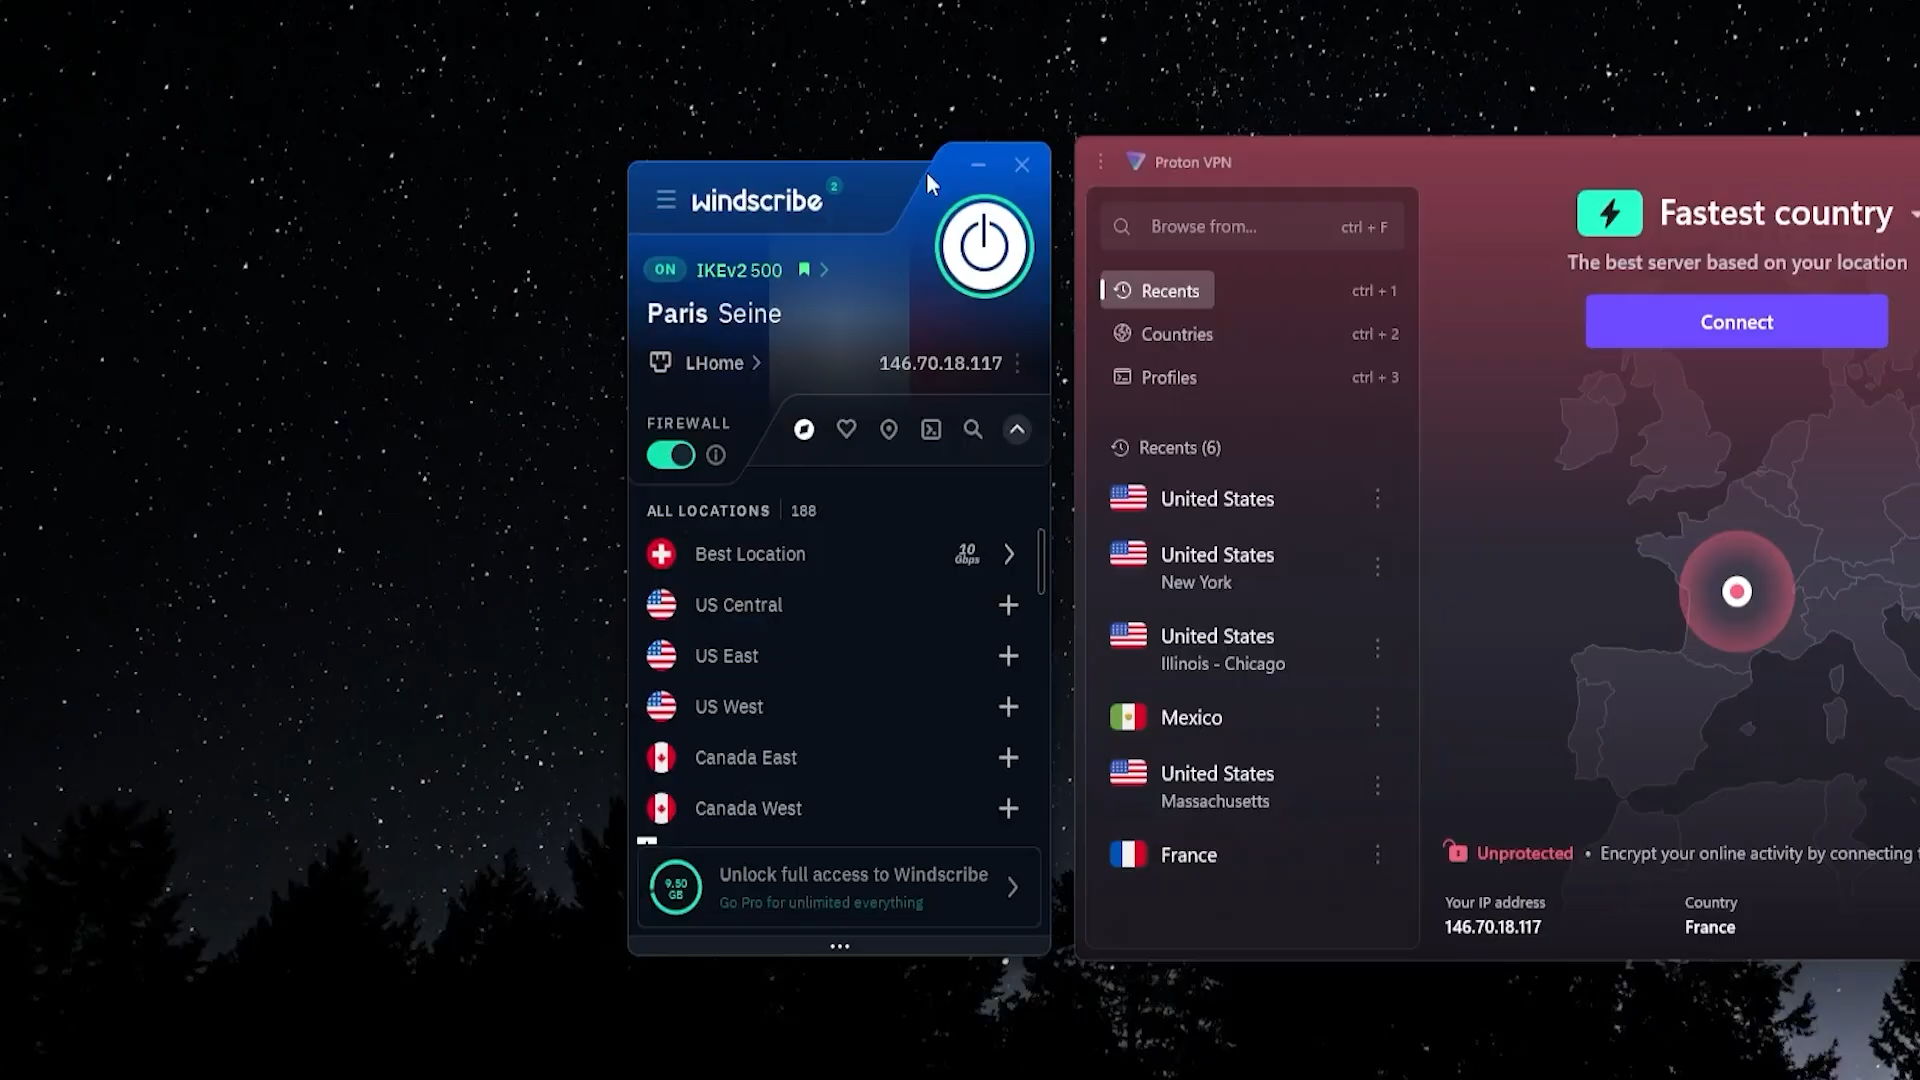 windscribe
2
ON IKEv2 500
Paris Seine
LHome
146.70.18.117
FIREWALL
ALL LOCATIONS 188
Best Location
10 Gbps
US Central
US East
US West
Canada East
Canada West
9.50 GB
Unlock full access to Windscribe
Go Pro for unlimited everything
Proton VPN
Browse from... ctrl + F
Recents ctrl + 1
Countries ctrl + 2
Profiles ctrl + 3
Recents (6)
United States
United States
New York
United States
Illinois - Chicago
Mexico
United States
Massachusetts
France
Fastest country
The best server based on your location
Connect
Unprotected • Encrypt your online activity by connecting
Your IP address
146.70.18.117
Country
France